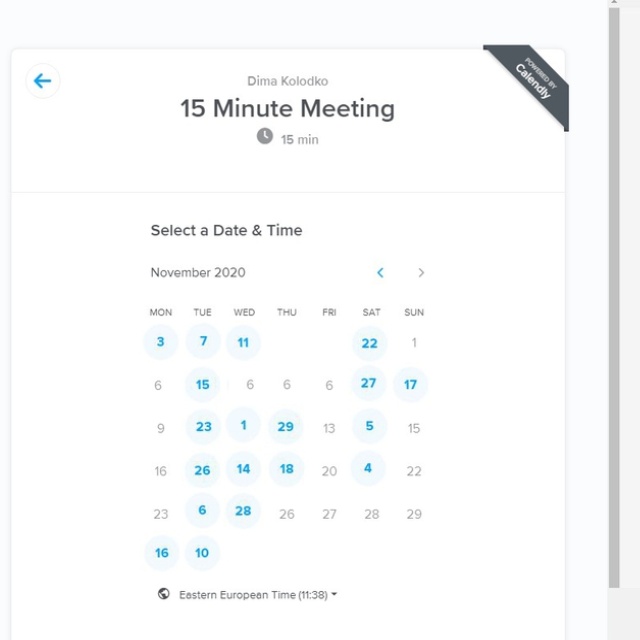 POWERED BY
Calendly
Dima Kolodko
15 Minute Meeting
15 min
Select a Date & Time
November 2020
MON TUE WED THU FRI SAT SUN
3 7 11 22 1
6 15 6 6 6 27 17
9 23 1 29 13 5 15
16 26 14 18 20 4 22
23 6 28 26 27 28 29
16 10
Eastern European Time (11:38)